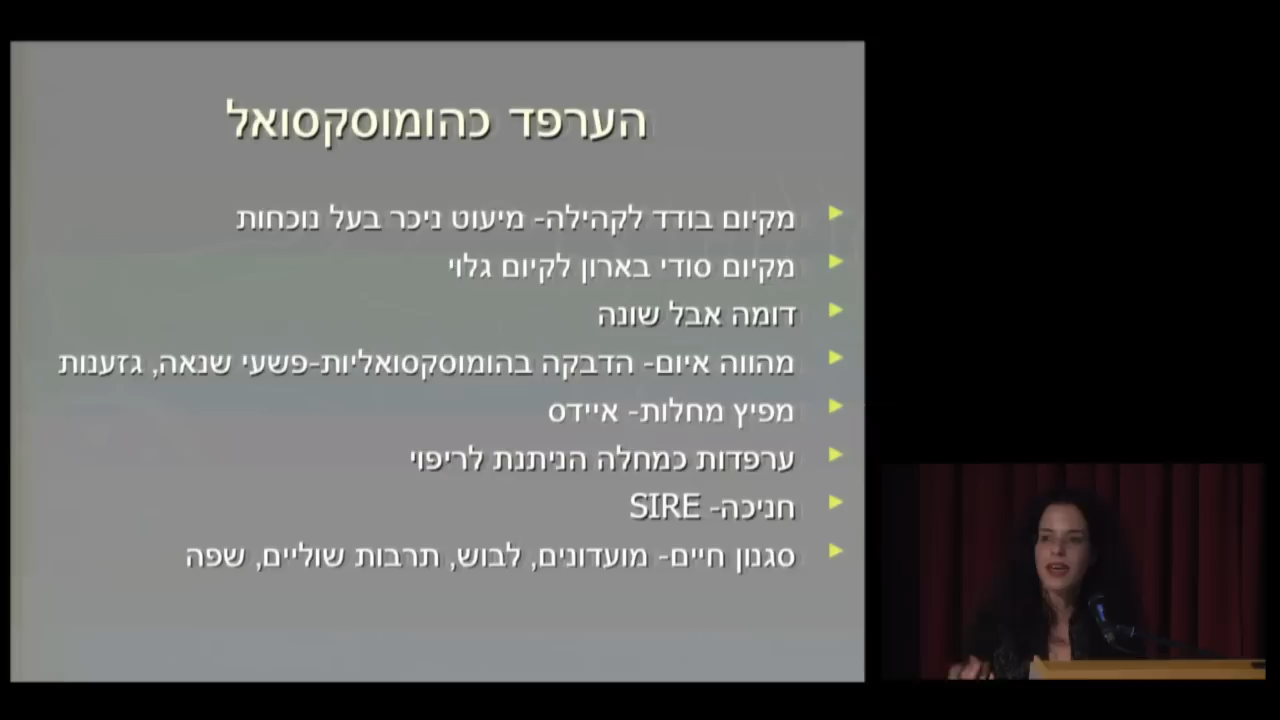 הערפד כהומוסקסואל
מקיום בודד לקהילה- מיעוט ניכר בעל נוכחות
מקיום סודי בארון לקיום גלוי
דומה אבל שונה
מהווה איום- הדבקה בהומוסקסואליות-פשעי שנאה, גזענות
מפיץ מחלות- איידס
ערפדות כמחלה הניתנת לריפוי
חניכה- SIRE
סגנון חיים- מועדונים, לבוש, תרבות שוליים, שפה